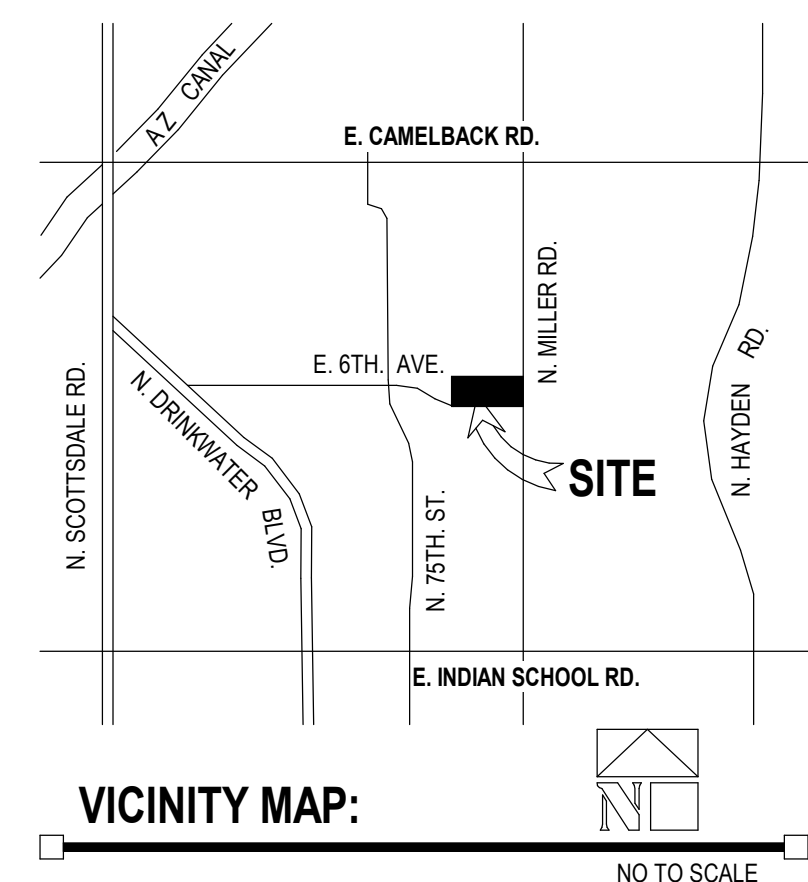 AZ CANAL
E. CAMELBACK RD.
N. MILLER RD.
N. HAYDEN RD.
E. 6TH. AVE.
N. SCOTTSDALE RD.
N. DRINKWATER BLVD.
SITE
N. 75TH. ST.
E. INDIAN SCHOOL RD.
VICINITY MAP:
N
NO TO SCALE